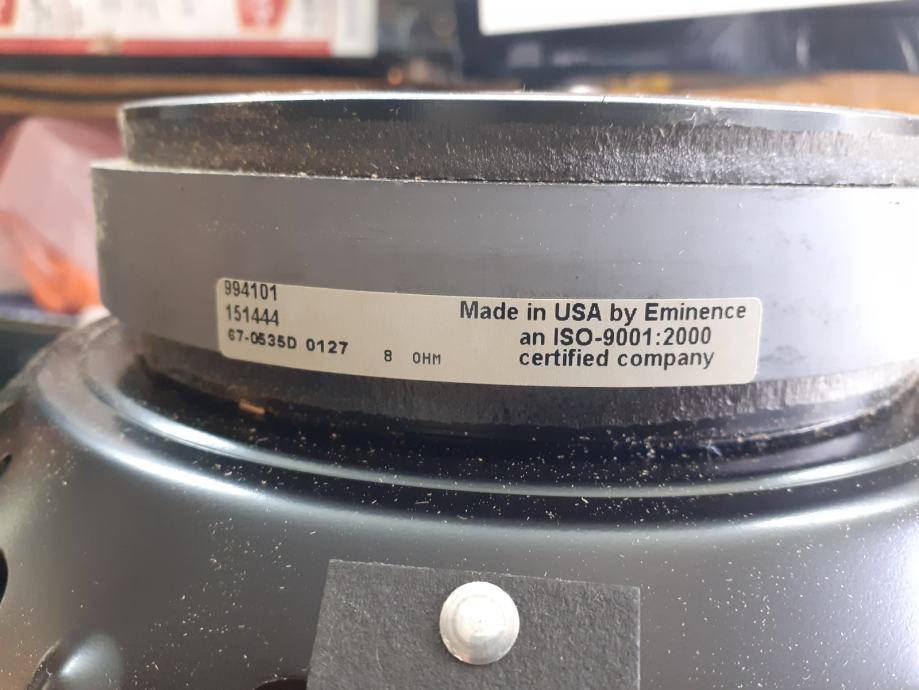 994101
151444
67-0535D 0127
8 OHM
Made in USA by Eminence
an ISO-9001:2000
certified company